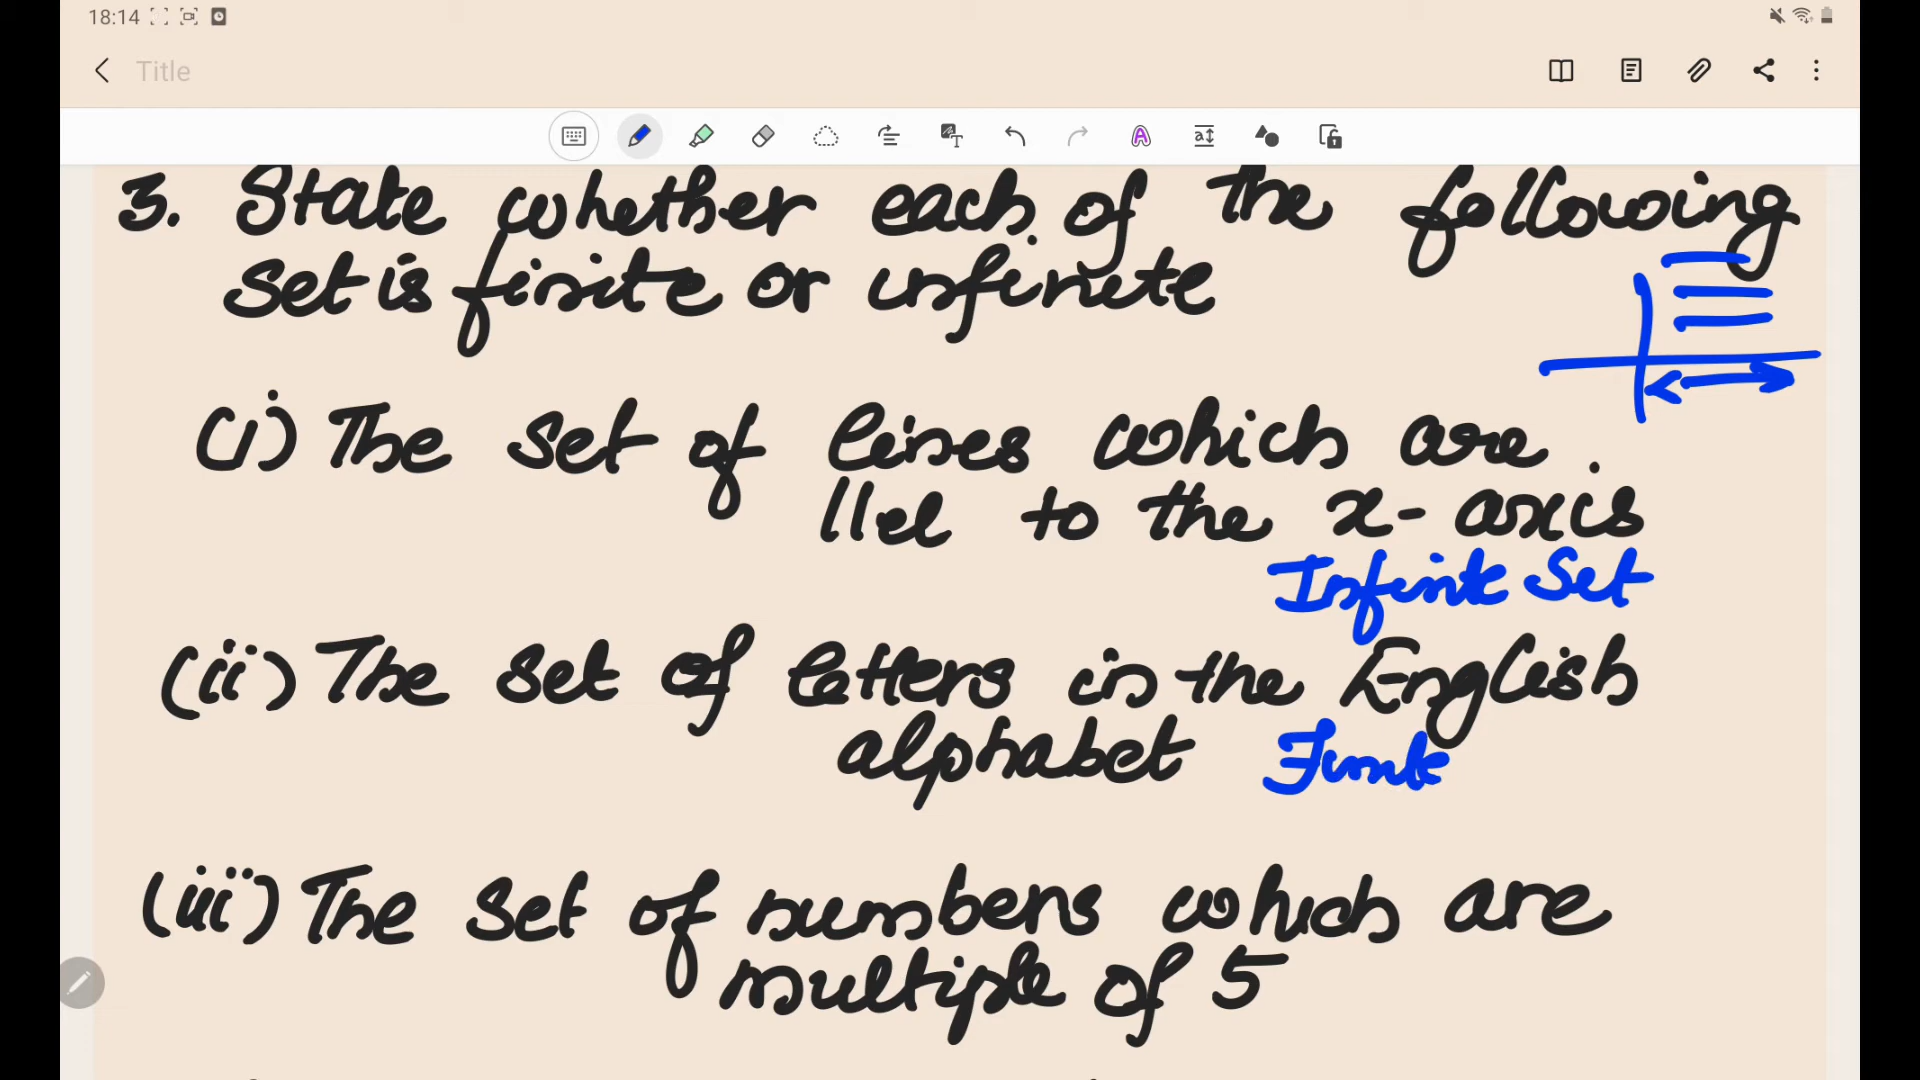 18:14
Title
3. State whether each of the following
set is finite or infinite
(i) The set of lines which are
llel to the x-axis
Infinite Set
(ii) The set of letters in the English
alphabet Finite
(iii) The set of numbers which are
multiple of 5